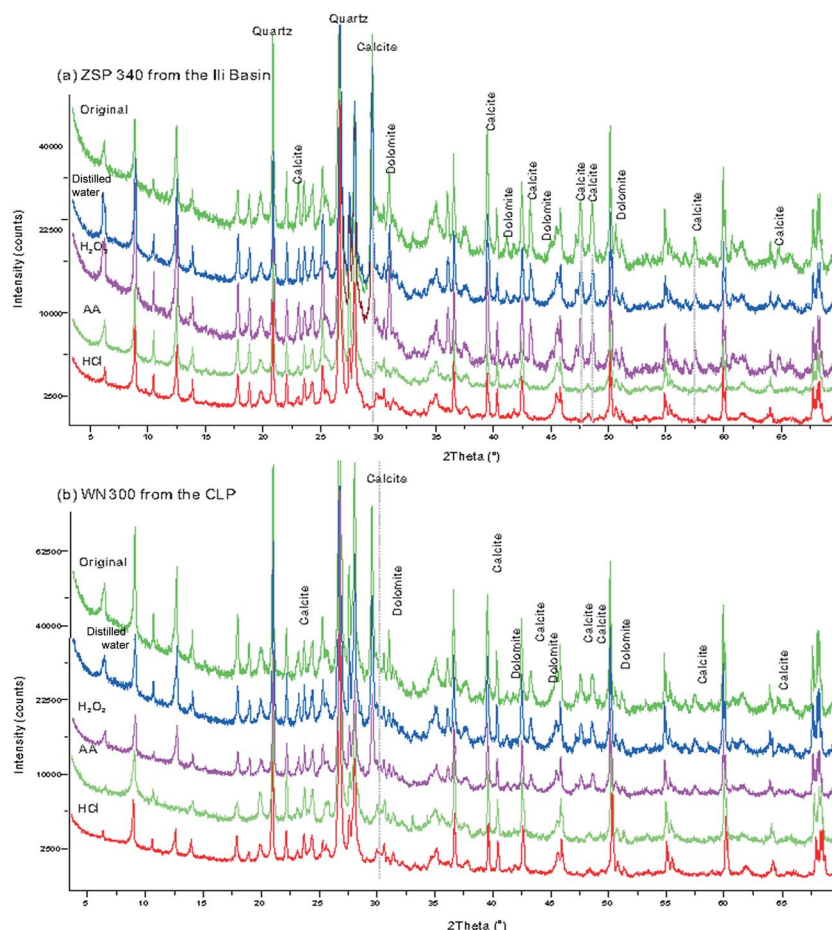 Quartz
Quartz
Calcite
(a) ZSP 340 from the Ili Basin
Original
Calcite
Dolomite
Calcite
Dolomite
Calcite
Dolomite
Calcite
Calcite
Dolomite
Calcite
Calcite
Distilled
water
H₂O₂
AA
HCl
Intensity (counts)
40000
22500
10000
2500
5 10 15 20 25 30 35 40 45 50 55 60 65
2Theta (°)
(b) WN300 from the CLP
Calcite
Original
Calcite
Dolomite
Calcite
Dolomite
Calcite
Dolomite
Calcite
Calcite
Dolomite
Calcite
Calcite
Distilled
water
H₂O₂
AA
HCl
Intensity (counts)
62500
40000
22500
10000
2500
5 10 15 20 25 30 35 40 45 50 55 60 65
2Theta (°)